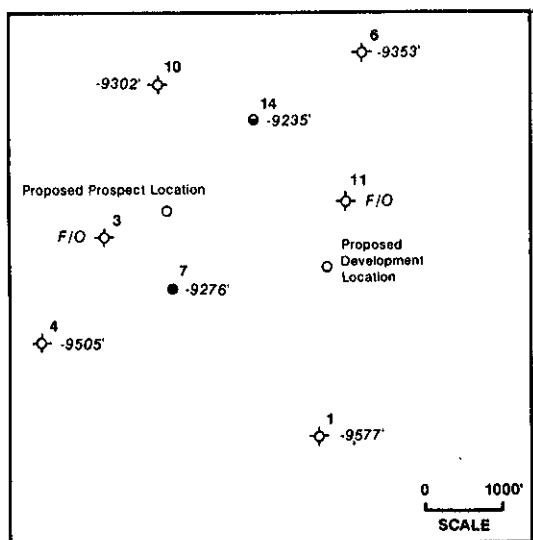 6
-9353'
10
-9302'
14
-9235'
Proposed Prospect Location
11
F/O
3
F/O
Proposed
Development
Location
7
-9276'
4
-9505'
1
-9577'
0 1000'
SCALE